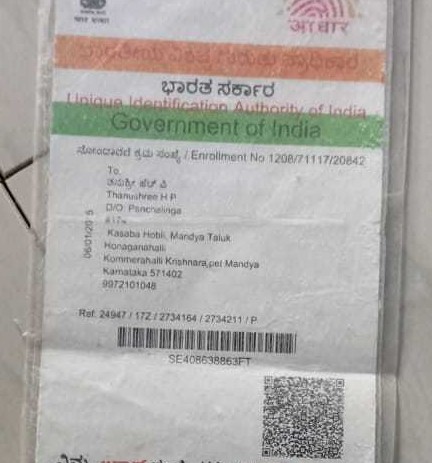 आधार
ಭಾರತ ಸರ್ಕಾರ
Unique Identification Authority of India
Government of India
ನೋಂದಾವಣೆ ಕ್ರಮ ಸಂಖ್ಯೆ / Enrollment No 1208/71117/20842
To,
ತನುಶ್ರೀ ಹೆಚ್ ಪಿ
Thanushree H P
D/O: Panchalinga
Kasaba Hobli, Mandya Taluk
Honaganahalli
Kommerahalli Krishnara,pet Mandya
Karnataka 571402
9972101048
Ref: 24947 / 17Z / 2734164 / 2734211 / P
SE408638863FT